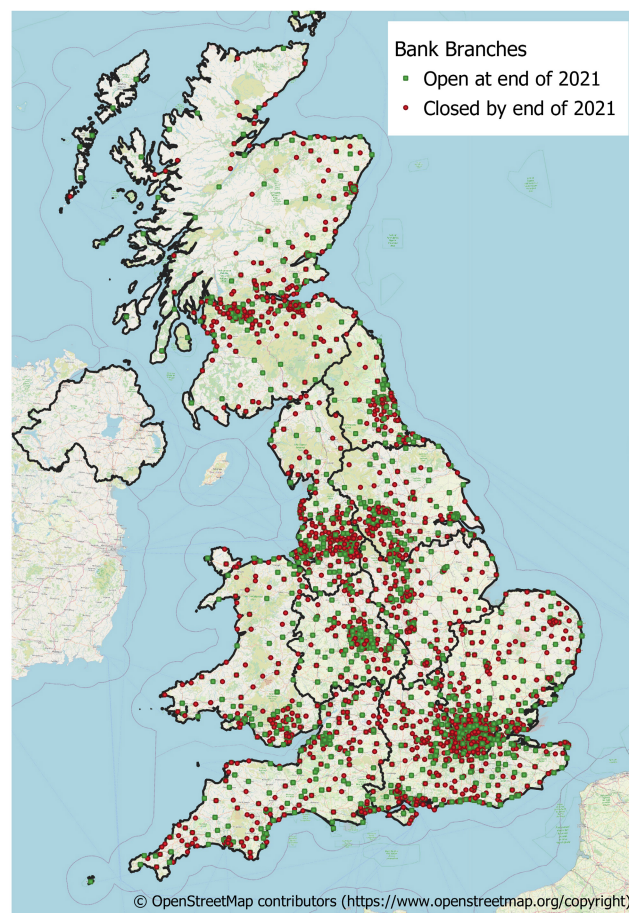 Bank Branches
Open at end of 2021
Closed by end of 2021
© OpenStreetMap contributors (https://www.openstreetmap.org/copyright)